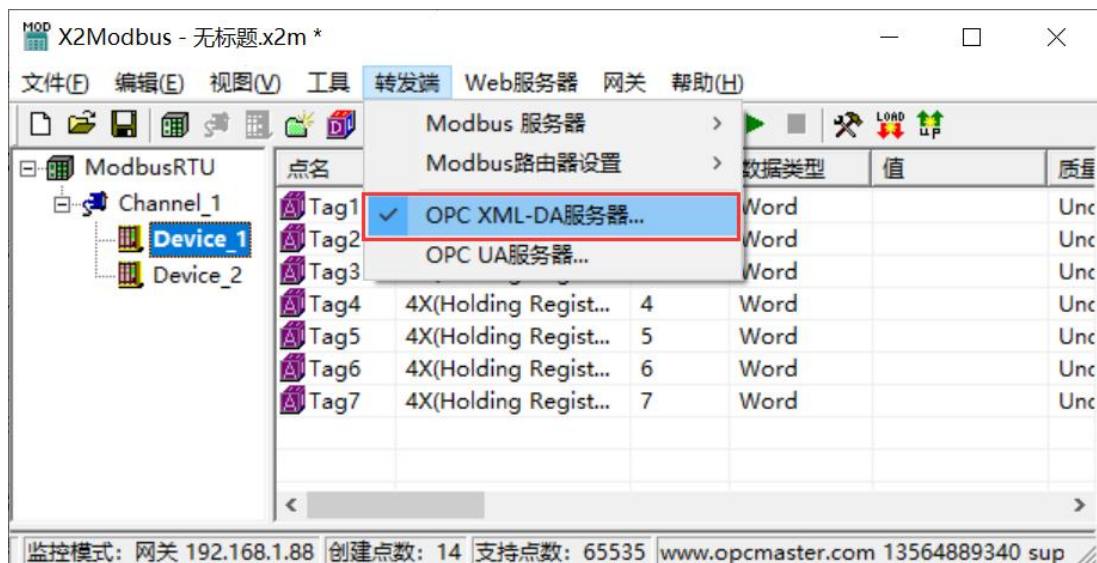 MOD X2Modbus - 无标题.x2m *
文件(F) 编辑(E) 视图(V) 工具 转发端 Web服务器 网关 帮助(H)
LOAD UP
Modbus 服务器
Modbus路由器设置
OPC XML-DA服务器...
OPC UA服务器...
ModbusRTU
Channel_1
Device_1
Device_2
点名 数据类型 值 质量
Tag1 Word Unc
Tag2 Word Unc
Tag3 Word Unc
Tag4 4X(Holding Regist... 4 Word Unc
Tag5 4X(Holding Regist... 5 Word Unc
Tag6 4X(Holding Regist... 6 Word Unc
Tag7 4X(Holding Regist... 7 Word Unc
监控模式: 网关 192.168.1.88 创建点数: 14 支持点数: 65535 www.opcmaster.com 13564889340 sup